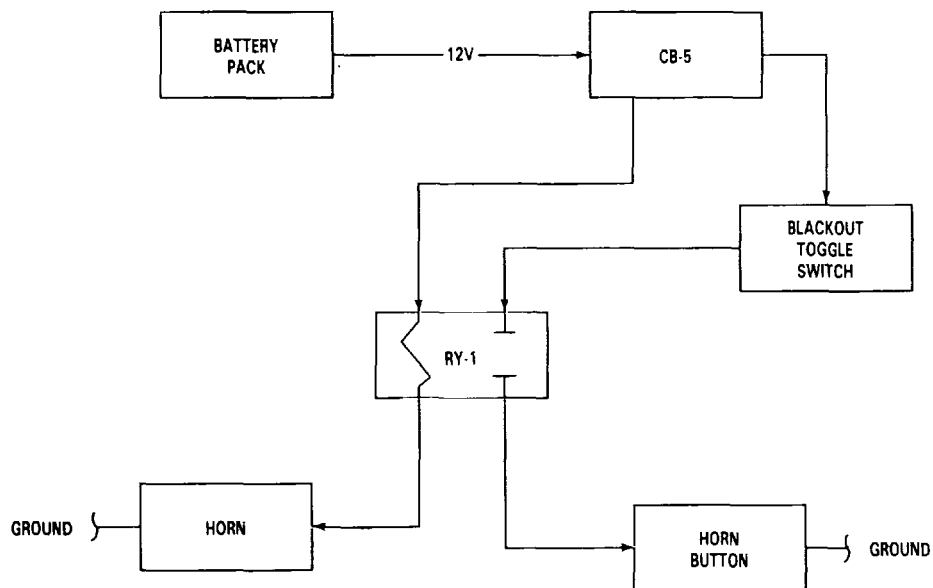 BATTERY
PACK
12V
CB-5
BLACKOUT
TOGGLE
SWITCH
RY-1
GROUND
HORN
HORN
BUTTON
GROUND